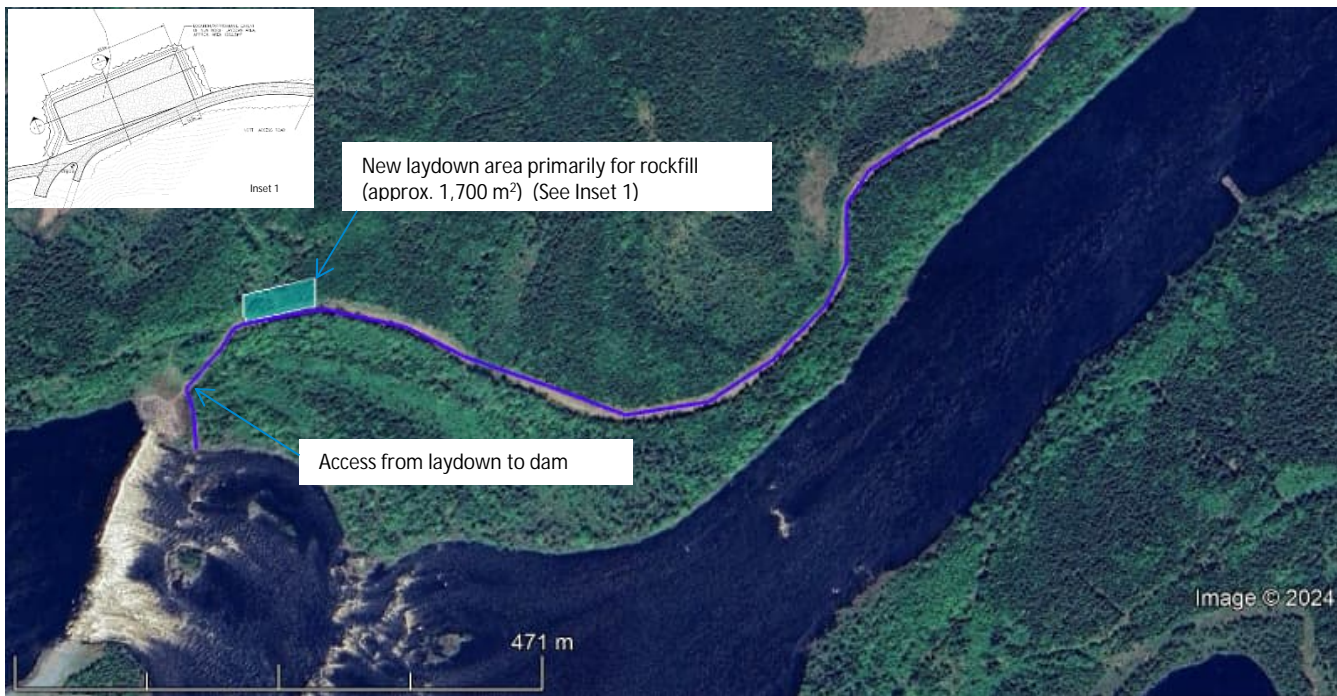 Inset 1
New laydown area primarily for rockfill
(approx. 1,700 m²) (See Inset 1)
Access from laydown to dam
471 m
Image © 2024